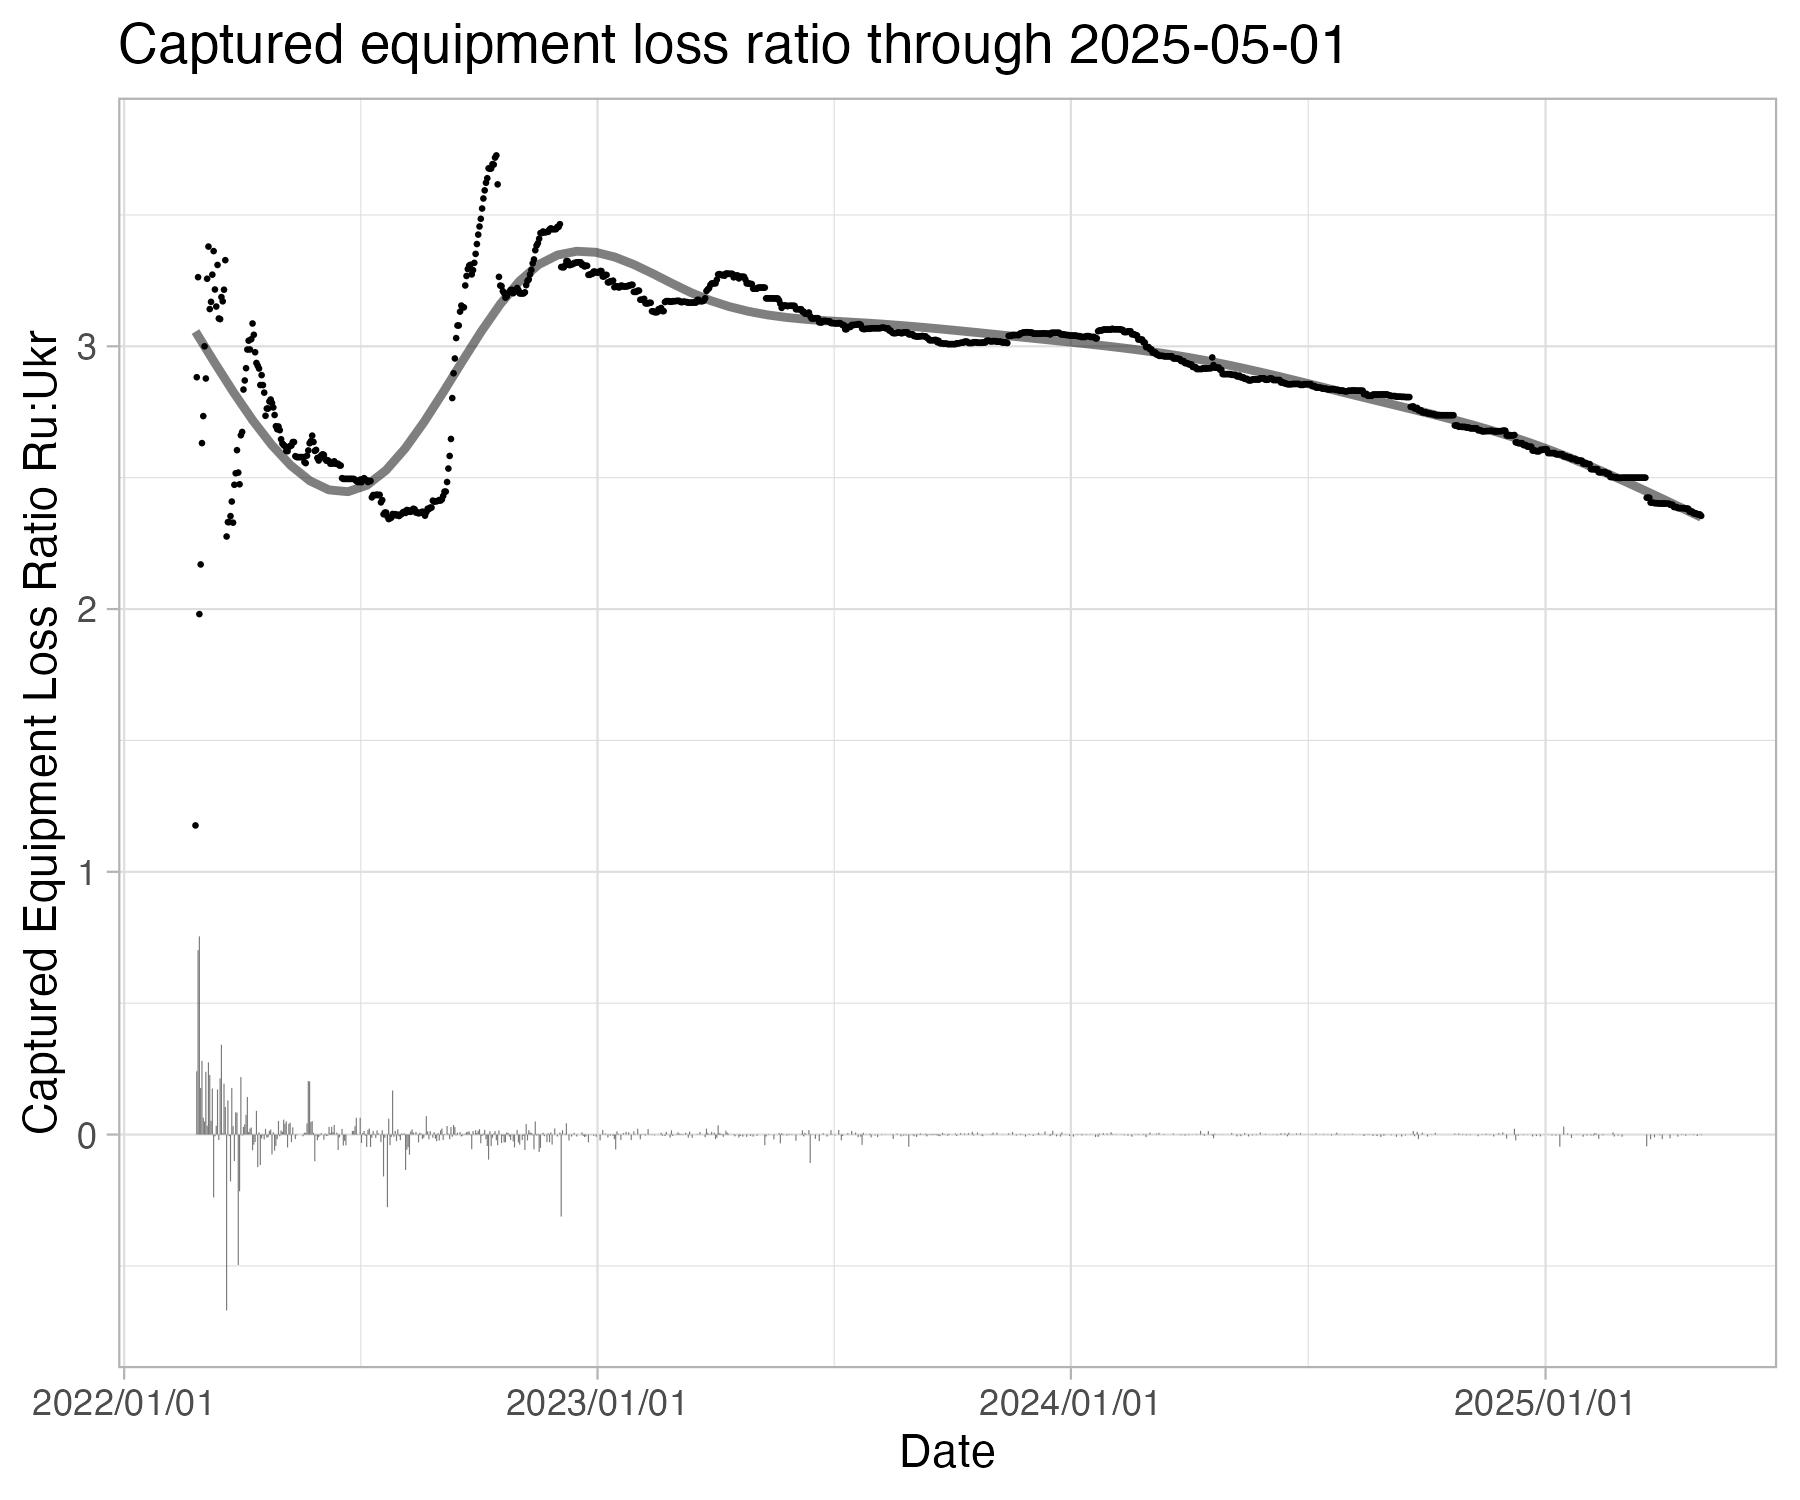 Captured equipment loss ratio through 2025-05-01
Captured Equipment Loss Ratio Ru:Ukr
3
2
1
0
2022/01/01
2023/01/01
2024/01/01
2025/01/01
Date